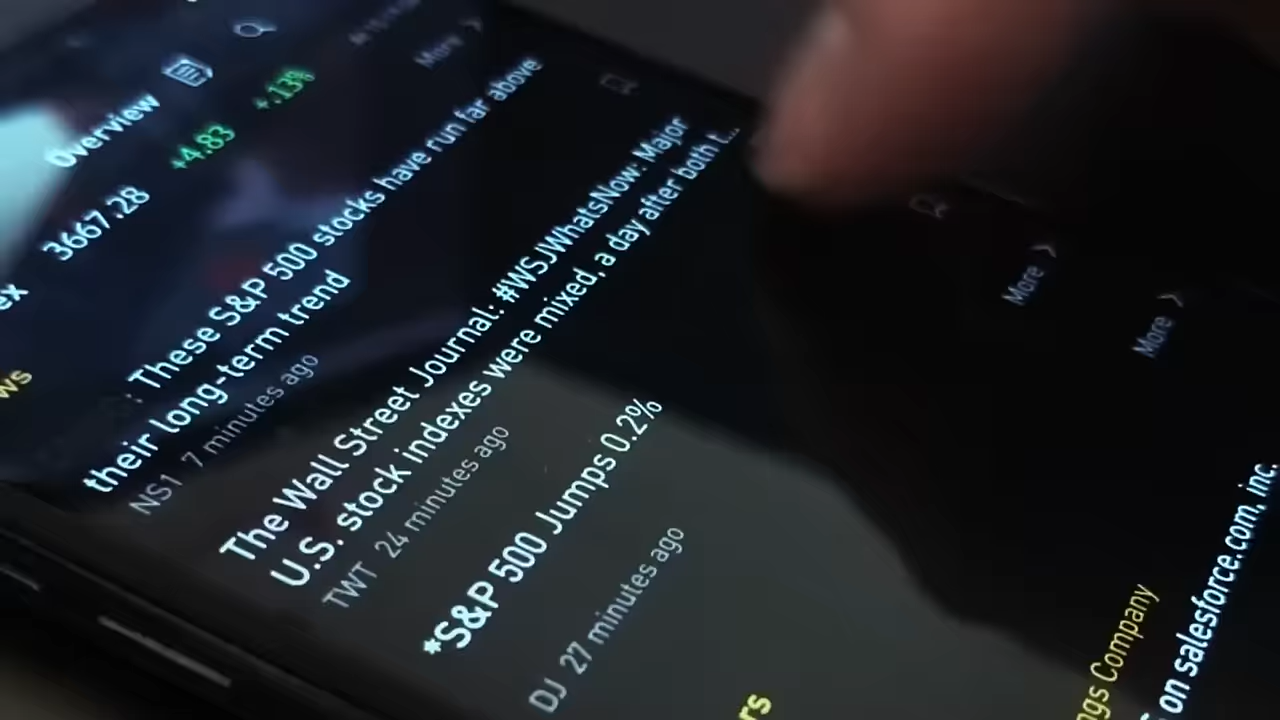 Overview
3667.28 +4.83 +.13%
More
These S&P 500 stocks have run far above
their long-term trend
NS1 7 minutes ago
The Wall Street Journal: #WSJWhatsNow: Major
U.S. stock indexes were mixed, a day after both t...
TWT 24 minutes ago
*S&P 500 Jumps 0.2%
DJ 27 minutes ago
More
More
Company
on salesforce.com, inc.